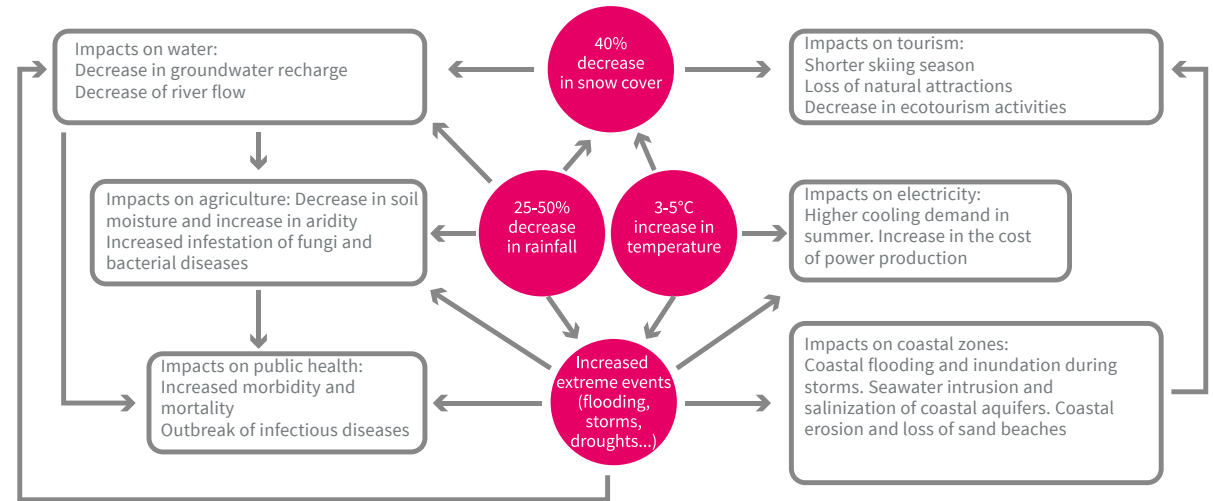 Impacts on water:
Decrease in groundwater recharge
Decrease of river flow
40%
decrease
in snow cover
Impacts on tourism:
Shorter skiing season
Loss of natural attractions
Decrease in ecotourism activities
Impacts on agriculture: Decrease in soil
moisture and increase in aridity
Increased infestation of fungi and
bacterial diseases
25-50%
decrease
in rainfall
3-5°C
increase in
temperature
Impacts on electricity:
Higher cooling demand in
summer. Increase in the cost
of power production
Impacts on public health:
Increased morbidity and
mortality
Outbreak of infectious diseases
Increased
extreme events
(flooding,
storms,
droughts...)
Impacts on coastal zones:
Coastal flooding and inundation during
storms. Seawater intrusion and
salinization of coastal aquifers. Coastal
erosion and loss of sand beaches